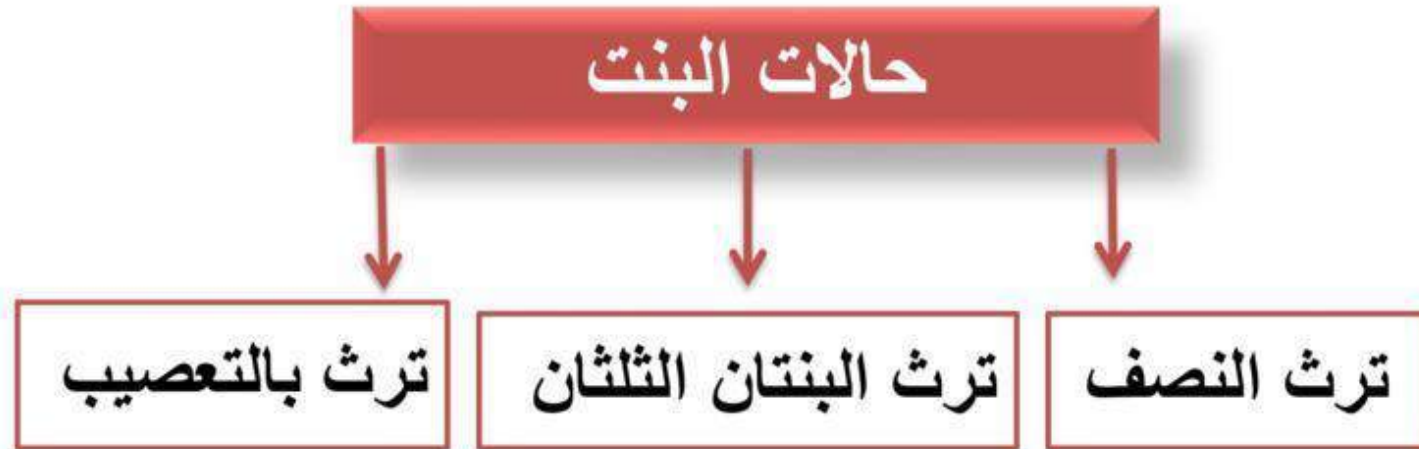 حالات البنت
ترث النصف
ترث البنتان الثلثان
ترث بالتعصيب